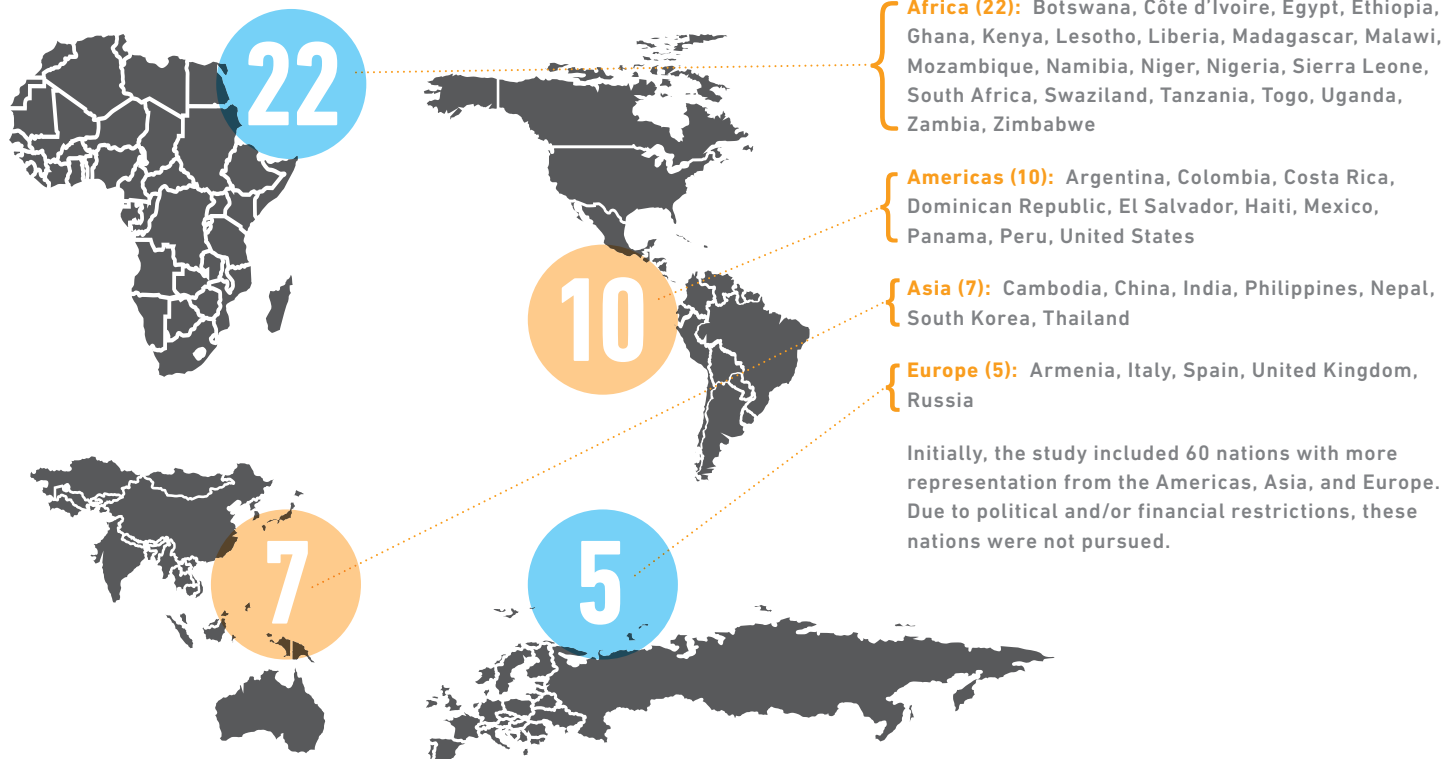 22
10
7
5
Africa (22): Botswana, Côte d’Ivoire, Egypt, Ethiopia,
Ghana, Kenya, Lesotho, Liberia, Madagascar, Malawi,
Mozambique, Namibia, Niger, Nigeria, Sierra Leone,
South Africa, Swaziland, Tanzania, Togo, Uganda,
Zambia, Zimbabwe
Americas (10): Argentina, Colombia, Costa Rica,
Dominican Republic, El Salvador, Haiti, Mexico,
Panama, Peru, United States
Asia (7): Cambodia, China, India, Philippines, Nepal,
South Korea, Thailand
Europe (5): Armenia, Italy, Spain, United Kingdom,
Russia
Initially, the study included 60 nations with more
representation from the Americas, Asia, and Europe.
Due to political and/or financial restrictions, these
nations were not pursued.